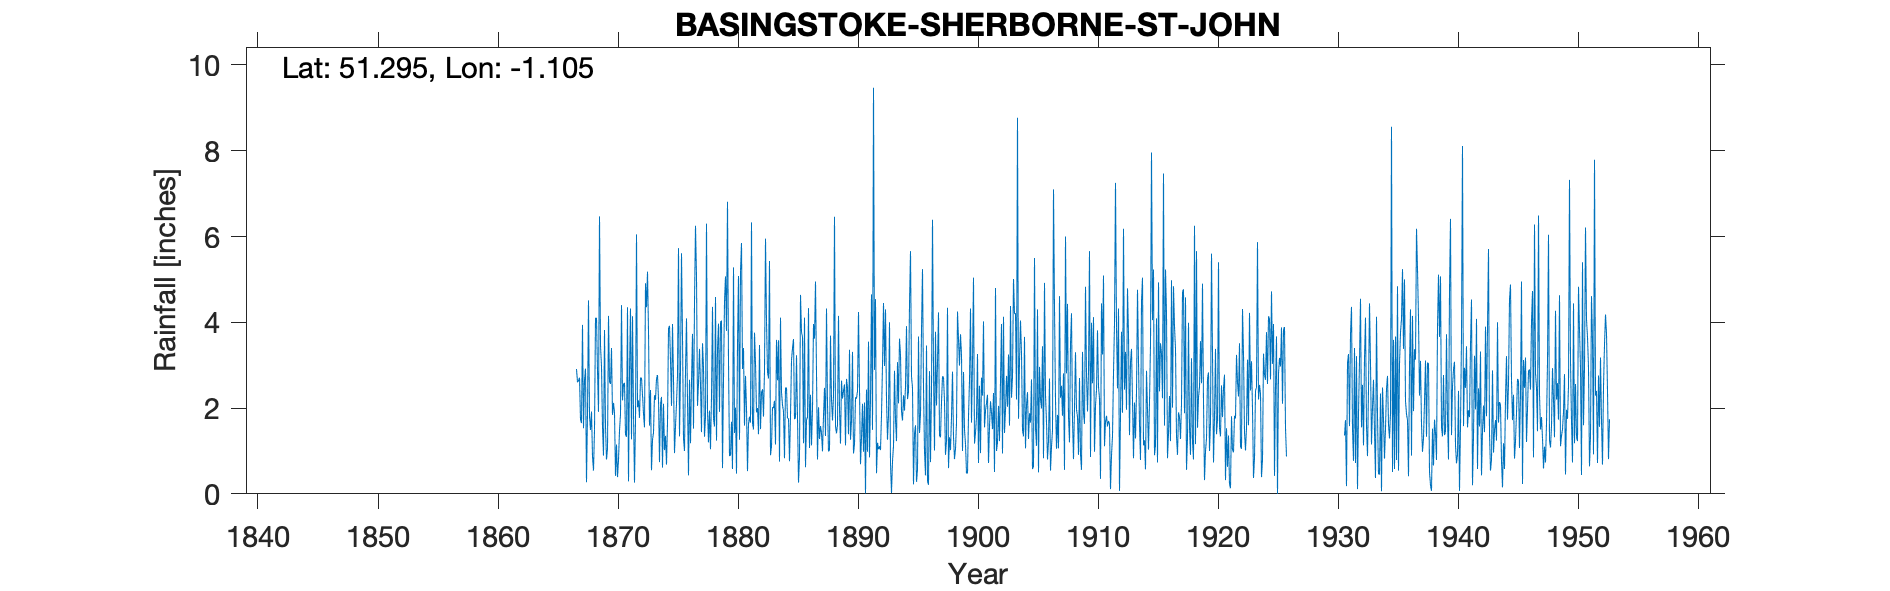 BASINGSTOKE-SHERBORNE-ST-JOHN
Lat: 51.295, Lon: -1.105
Rainfall [inches]
10
8
6
4
2
0
1840 1850 1860 1870 1880 1890 1900 1910 1920 1930 1940 1950 1960
Year